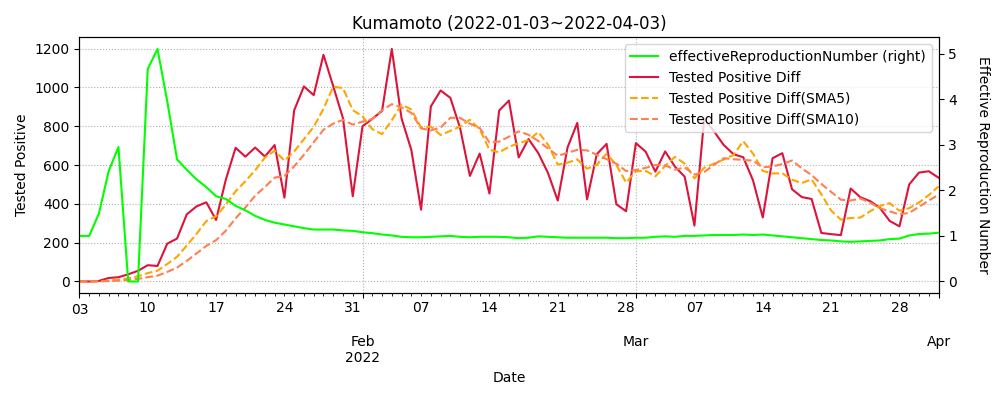 Kumamoto (2022-01-03~2022-04-03)
effectiveReproductionNumber (right)
Tested Positive Diff
Tested Positive Diff(SMA5)
Tested Positive Diff(SMA10)
Tested Positive
1200
1000
800
600
400
200
0
Effective Reproduction Number
5
4
3
2
1
0
03 10 17 24 31 07 14 21 28 07 14 21 28
Feb Mar Apr
2022
Date